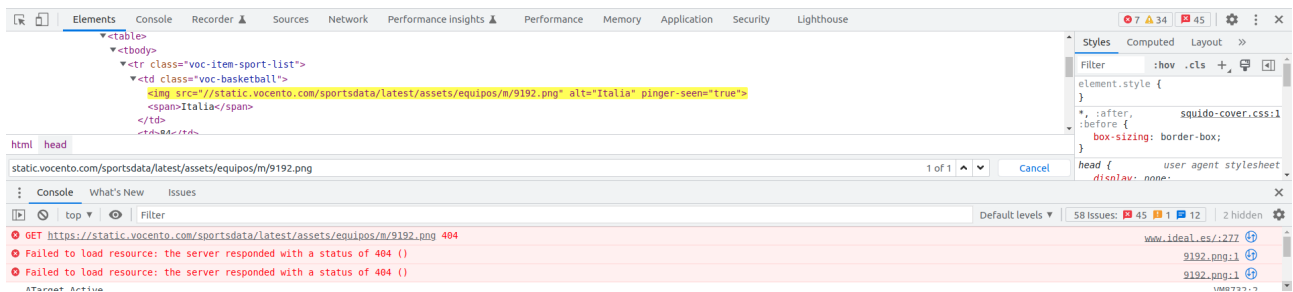 Elements Console Recorder Sources Network Performance insights Performance Memory Application Security Lighthouse 7 34 45
▼<table>
▼<tbody>
▼<tr class="voc-item-sport-list">
▼<td class="voc-basketball">
<img src="//static.vocento.com/sportsdata/latest/assets/equipos/m/9192.png" alt="Italia" pinger-seen="true">
<span>Italia</span>
</td>
<td>84</td>
html head
static.vocento.com/sportsdata/latest/assets/equipos/m/9192.png 1 of 1 Cancel
Styles Computed Layout »
Filter :hov .cls +
element.style {
}
*, :after, squido-cover.css:1
:before {
box-sizing: border-box;
}
head { user agent stylesheet
display: none;
Console What's New Issues
top ▼ Filter Default levels ▼ 58 Issues: 45 1 12 2 hidden
GET https://static.vocento.com/sportsdata/latest/assets/equipos/m/9192.png 404 www.ideal.es/:277
Failed to load resource: the server responded with a status of 404 () 9192.png:1
Failed to load resource: the server responded with a status of 404 () 9192.png:1
ATarget Active VM8732:2